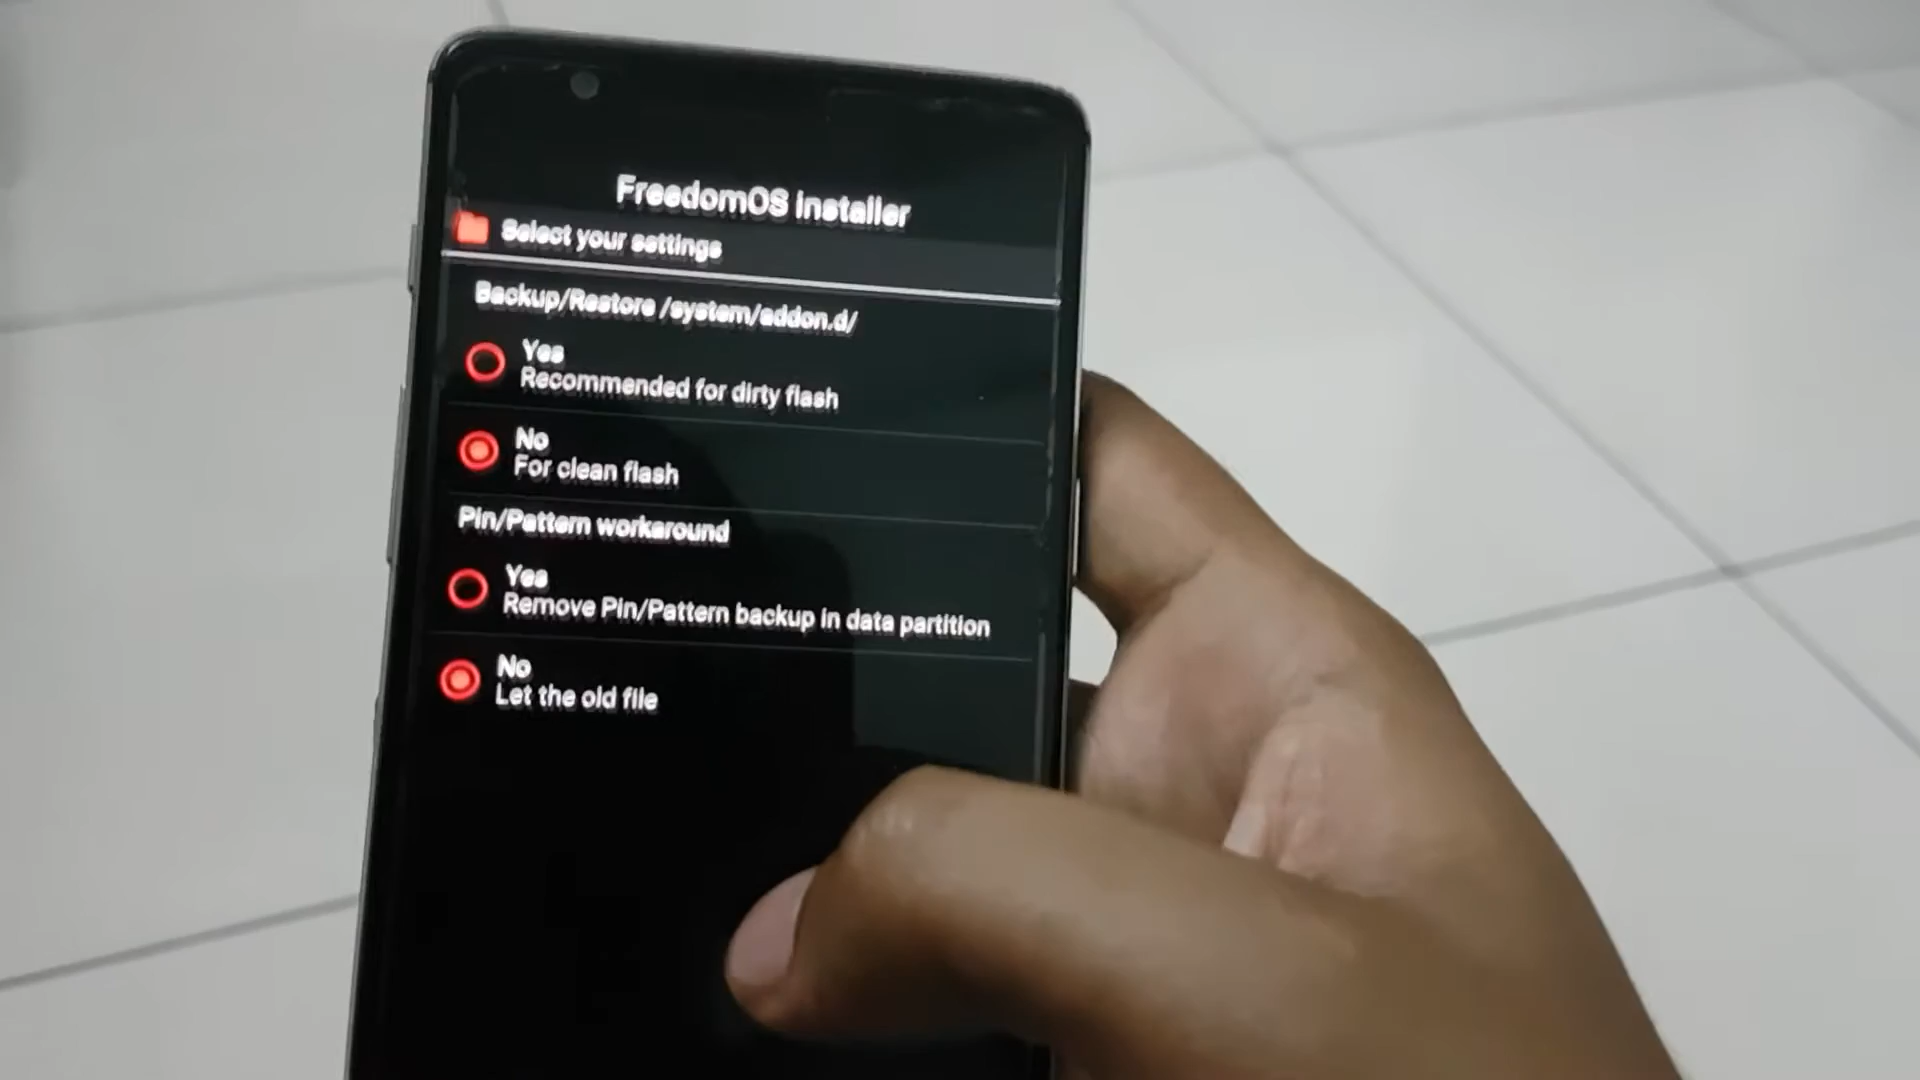 FreedomOS installer
Select your settings
Backup/Restore /system/addon.d/
Yes
Recommended for dirty flash
No
For clean flash
Pin/Pattern workaround
Yes
Remove Pin/Pattern backup in data partition
No
Let the old file